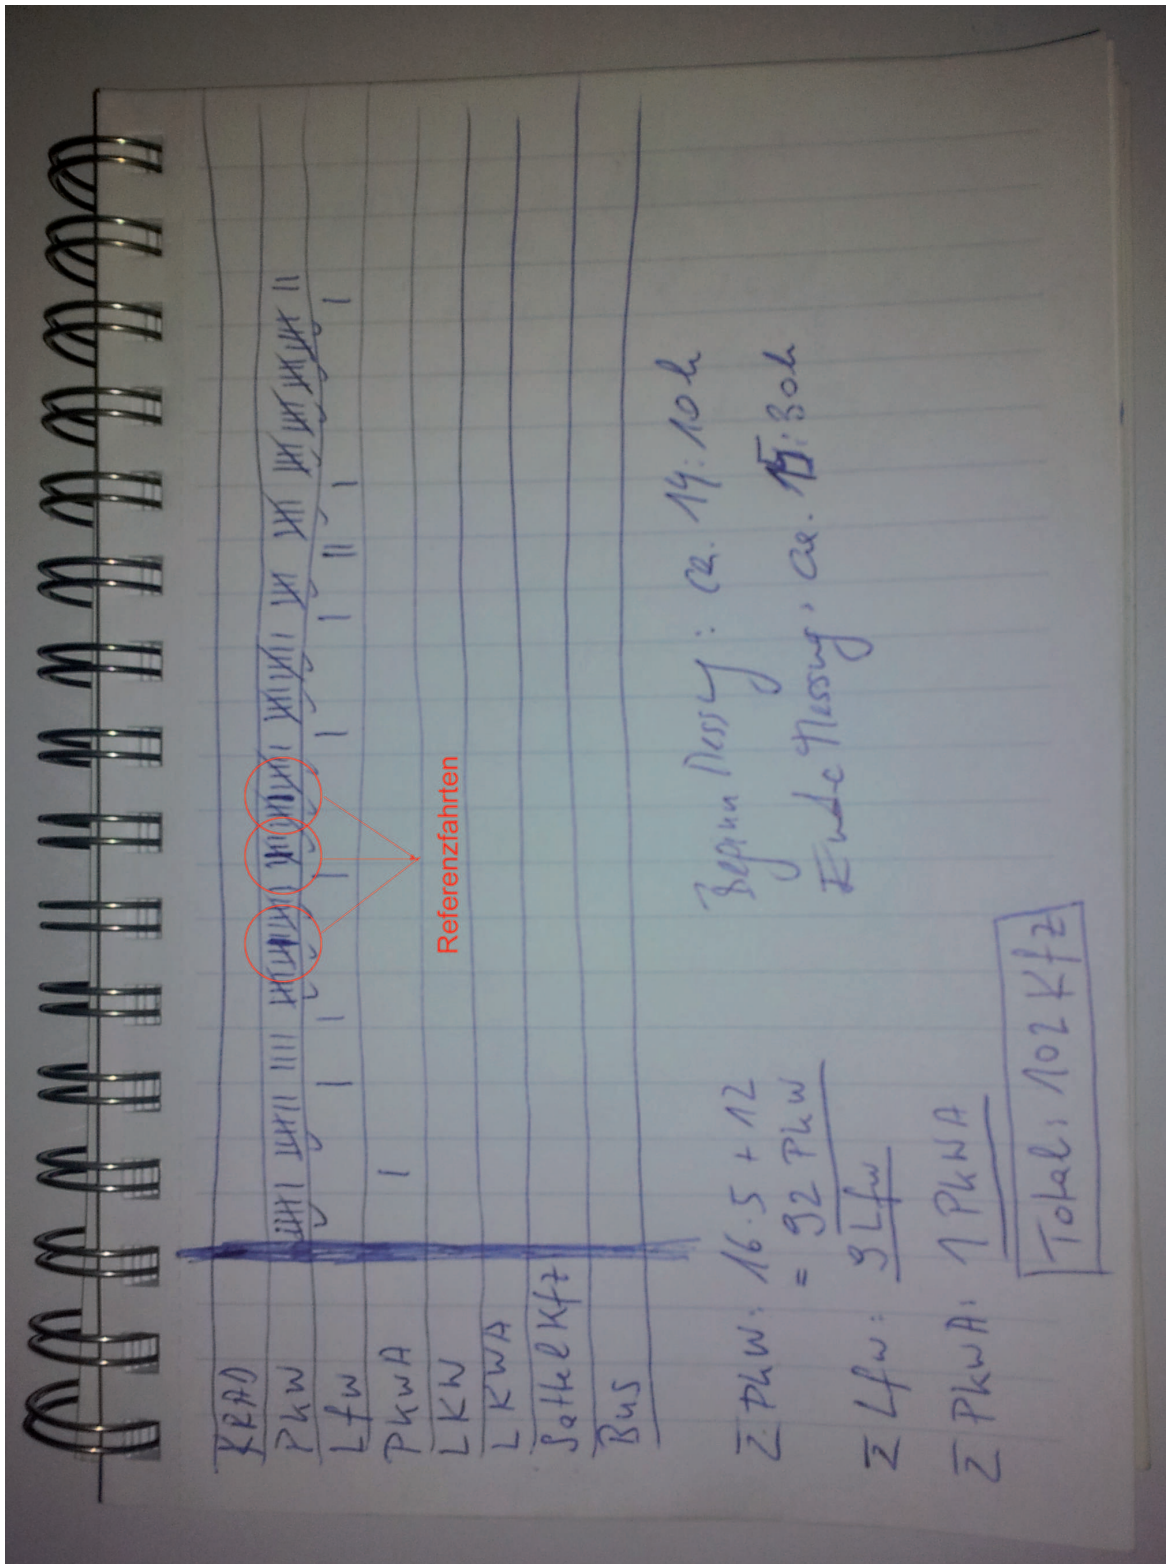 KRAD
Pkw
Lfw
PkwA
LKW
LKWA
Sattel Kfz
Bus
Referenzfahrten
Σ Pkw: 16·5 + 12
= 92 Pkw
Σ Lfw: 9 Lfw
Σ PkwA: 1 PkWA
Total: 102 Kfz
Beginn Messung: ca. 14:10h
Ende Messung: ca. 15:30h